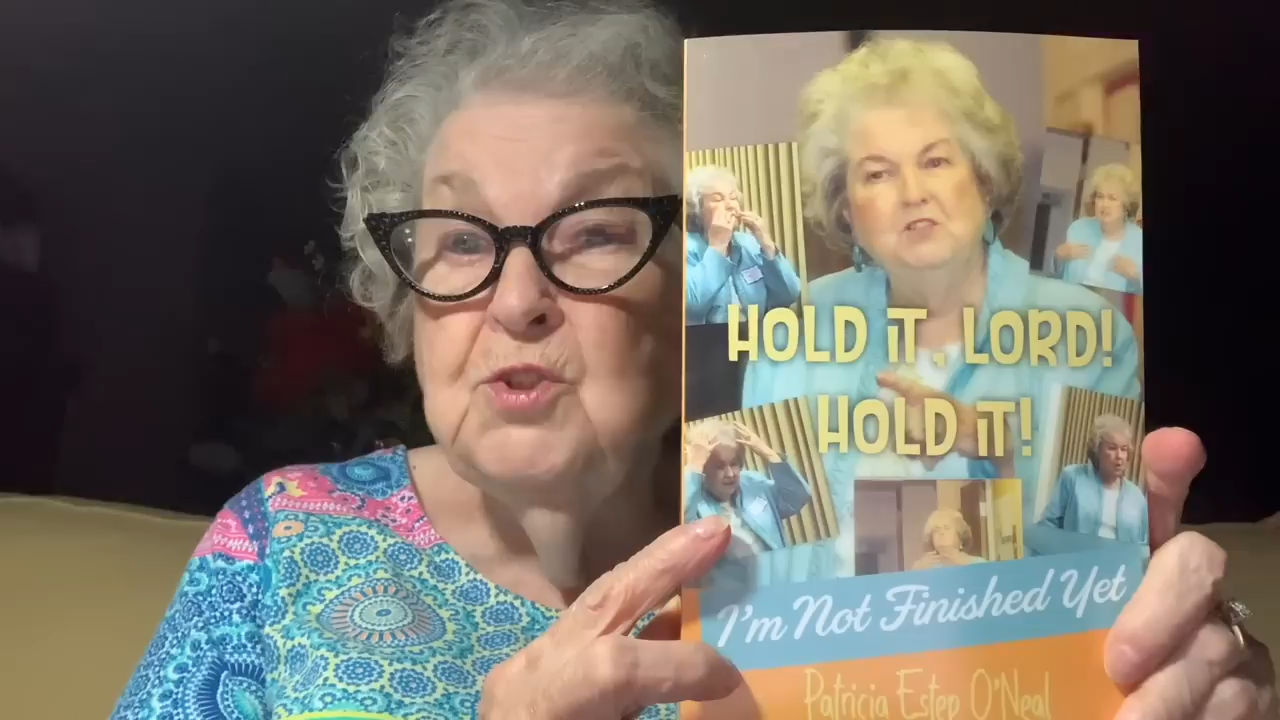 HOLD iT, LORD!
HOLD iT!
I'm Not Finished Yet
Patricia Estep O'Neal